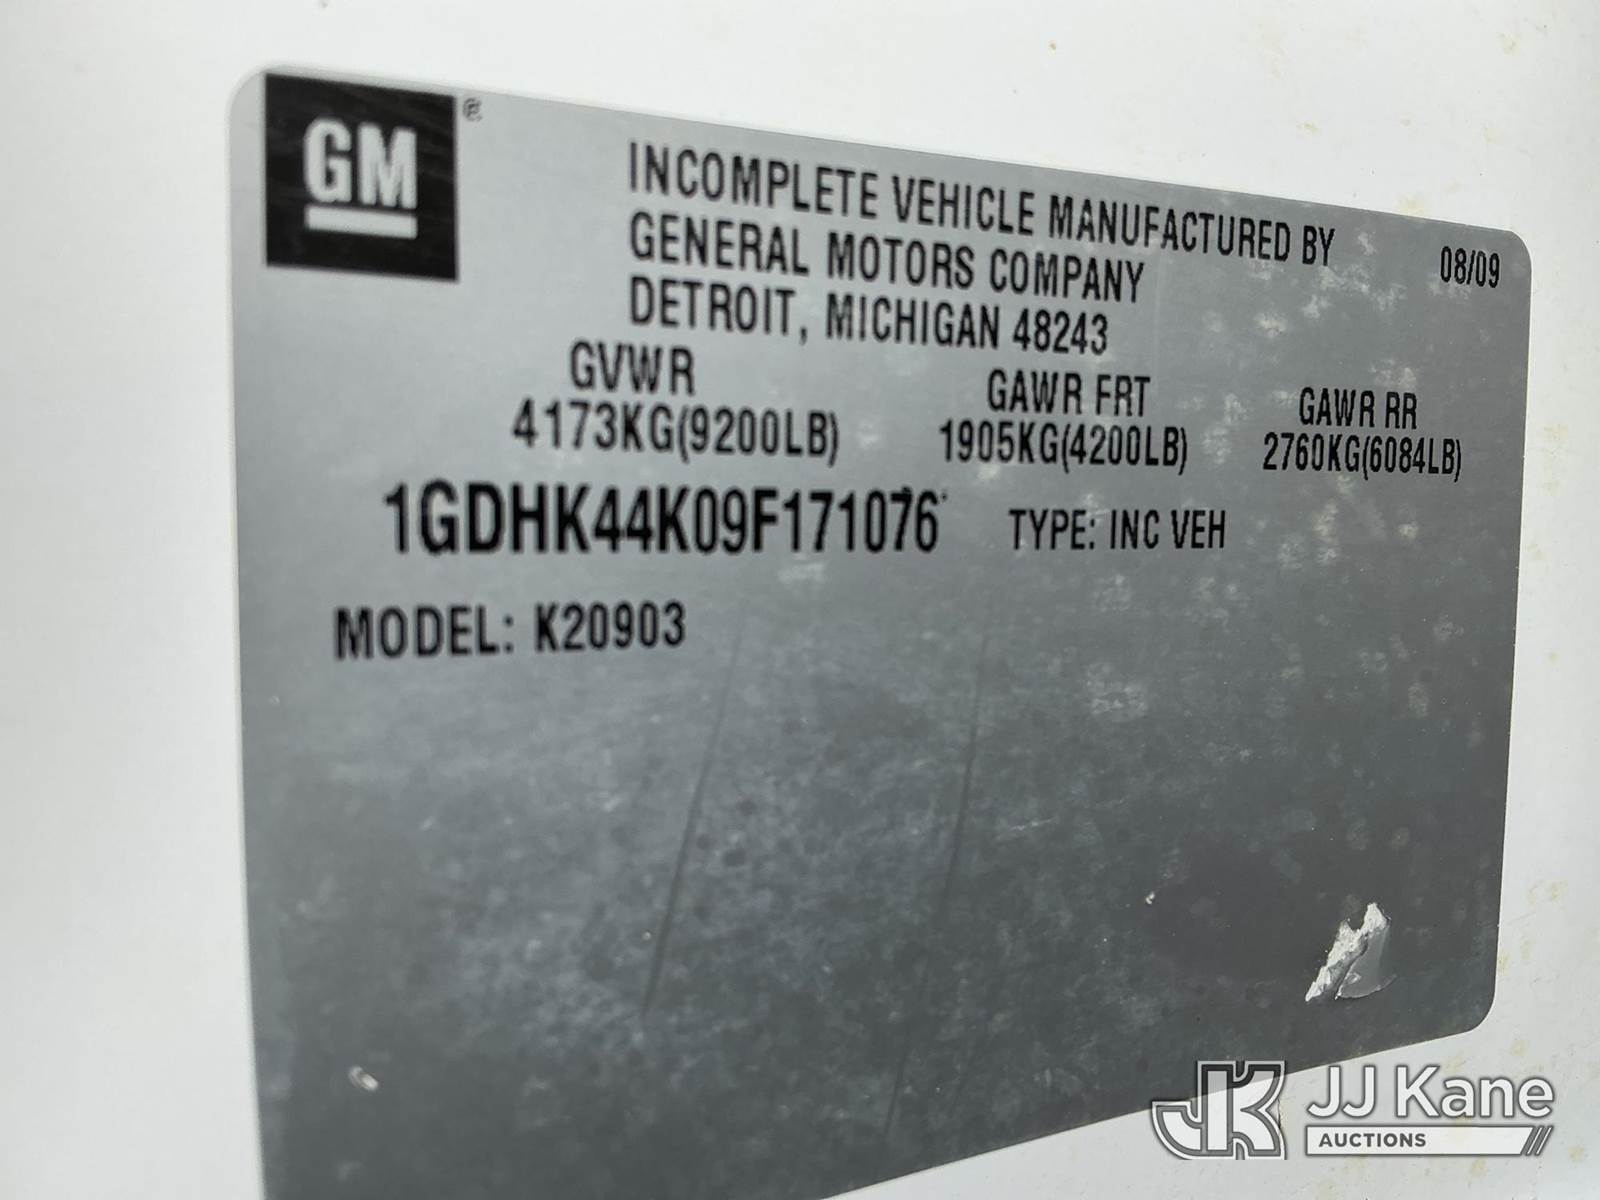 GM
INCOMPLETE VEHICLE MANUFACTURED BY
GENERAL MOTORS COMPANY
DETROIT, MICHIGAN 48243
08/09
GVWR
4173KG(9200LB)
GAWR FRT
1905KG(4200LB)
GAWR RR
2760KG(6084LB)
1GDHK44K09F171076
TYPE: INC VEH
MODEL: K20903
JK
JJ Kane
AUCTIONS